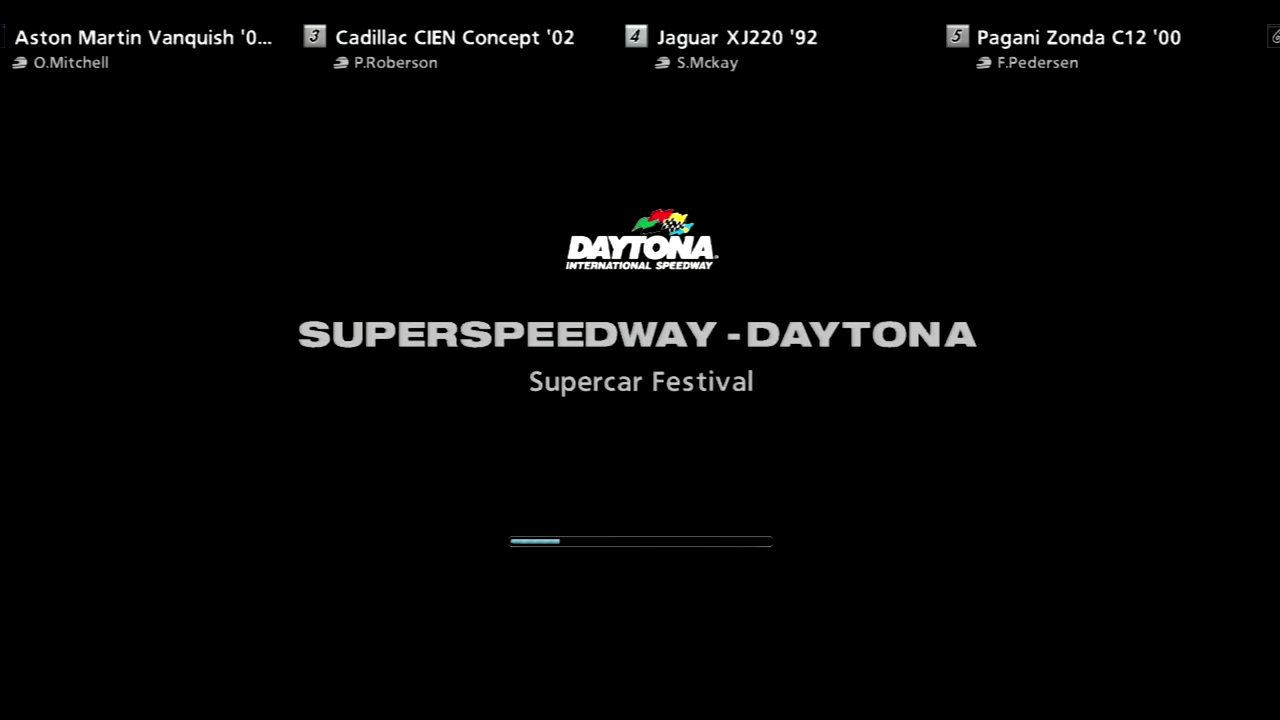 Aston Martin Vanquish '0...
O.Mitchell
3 Cadillac CIEN Concept '02
P.Roberson
4 Jaguar XJ220 '92
S.Mckay
5 Pagani Zonda C12 '00
F.Pedersen
DAYTONA
INTERNATIONAL SPEEDWAY
SUPERSPEEDWAY - DAYTONA
Supercar Festival